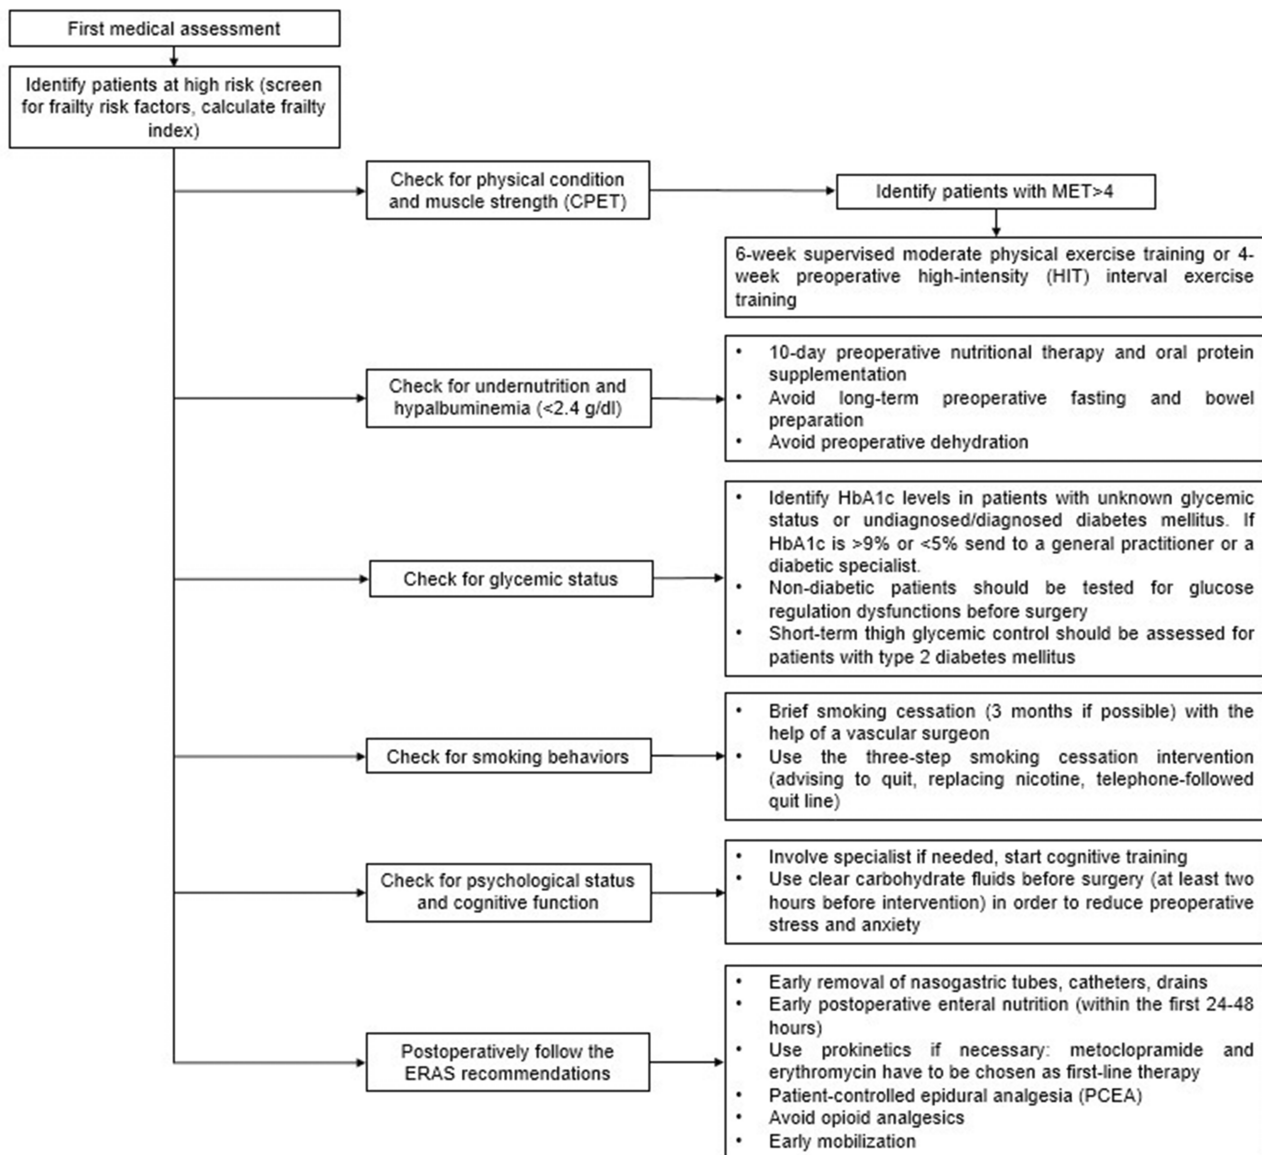 First medical assessment
Identify patients at high risk (screen
for frailty risk factors, calculate frailty
index)
Check for physical condition
and muscle strength (CPET)
Identify patients with MET>4
6-week supervised moderate physical exercise training or 4-
week preoperative high-intensity (HIT) interval exercise
training
Check for undernutrition and
hypalbuminemia (<2.4 g/dl)
• 10-day preoperative nutritional therapy and oral protein
supplementation
• Avoid long-term preoperative fasting and bowel
preparation
• Avoid preoperative dehydration
Check for glycemic status
• Identify HbA1c levels in patients with unknown glycemic
status or undiagnosed/diagnosed diabetes mellitus. If
HbA1c is >9% or <5% send to a general practitioner or a
diabetic specialist.
• Non-diabetic patients should be tested for glucose
regulation dysfunctions before surgery
• Short-term thigh glycemic control should be assessed for
patients with type 2 diabetes mellitus
Check for smoking behaviors
• Brief smoking cessation (3 months if possible) with the
help of a vascular surgeon
• Use the three-step smoking cessation intervention
(advising to quit, replacing nicotine, telephone-followed
quit line)
Check for psychological status
and cognitive function
• Involve specialist if needed, start cognitive training
• Use clear carbohydrate fluids before surgery (at least two
hours before intervention) in order to reduce preoperative
stress and anxiety
Postoperatively follow the
ERAS recommendations
• Early removal of nasogastric tubes, catheters, drains
• Early postoperative enteral nutrition (within the first 24-48
hours)
• Use prokinetics if necessary: metoclopramide and
erythromycin have to be chosen as first-line therapy
• Patient-controlled epidural analgesia (PCEA)
• Avoid opioid analgesics
• Early mobilization